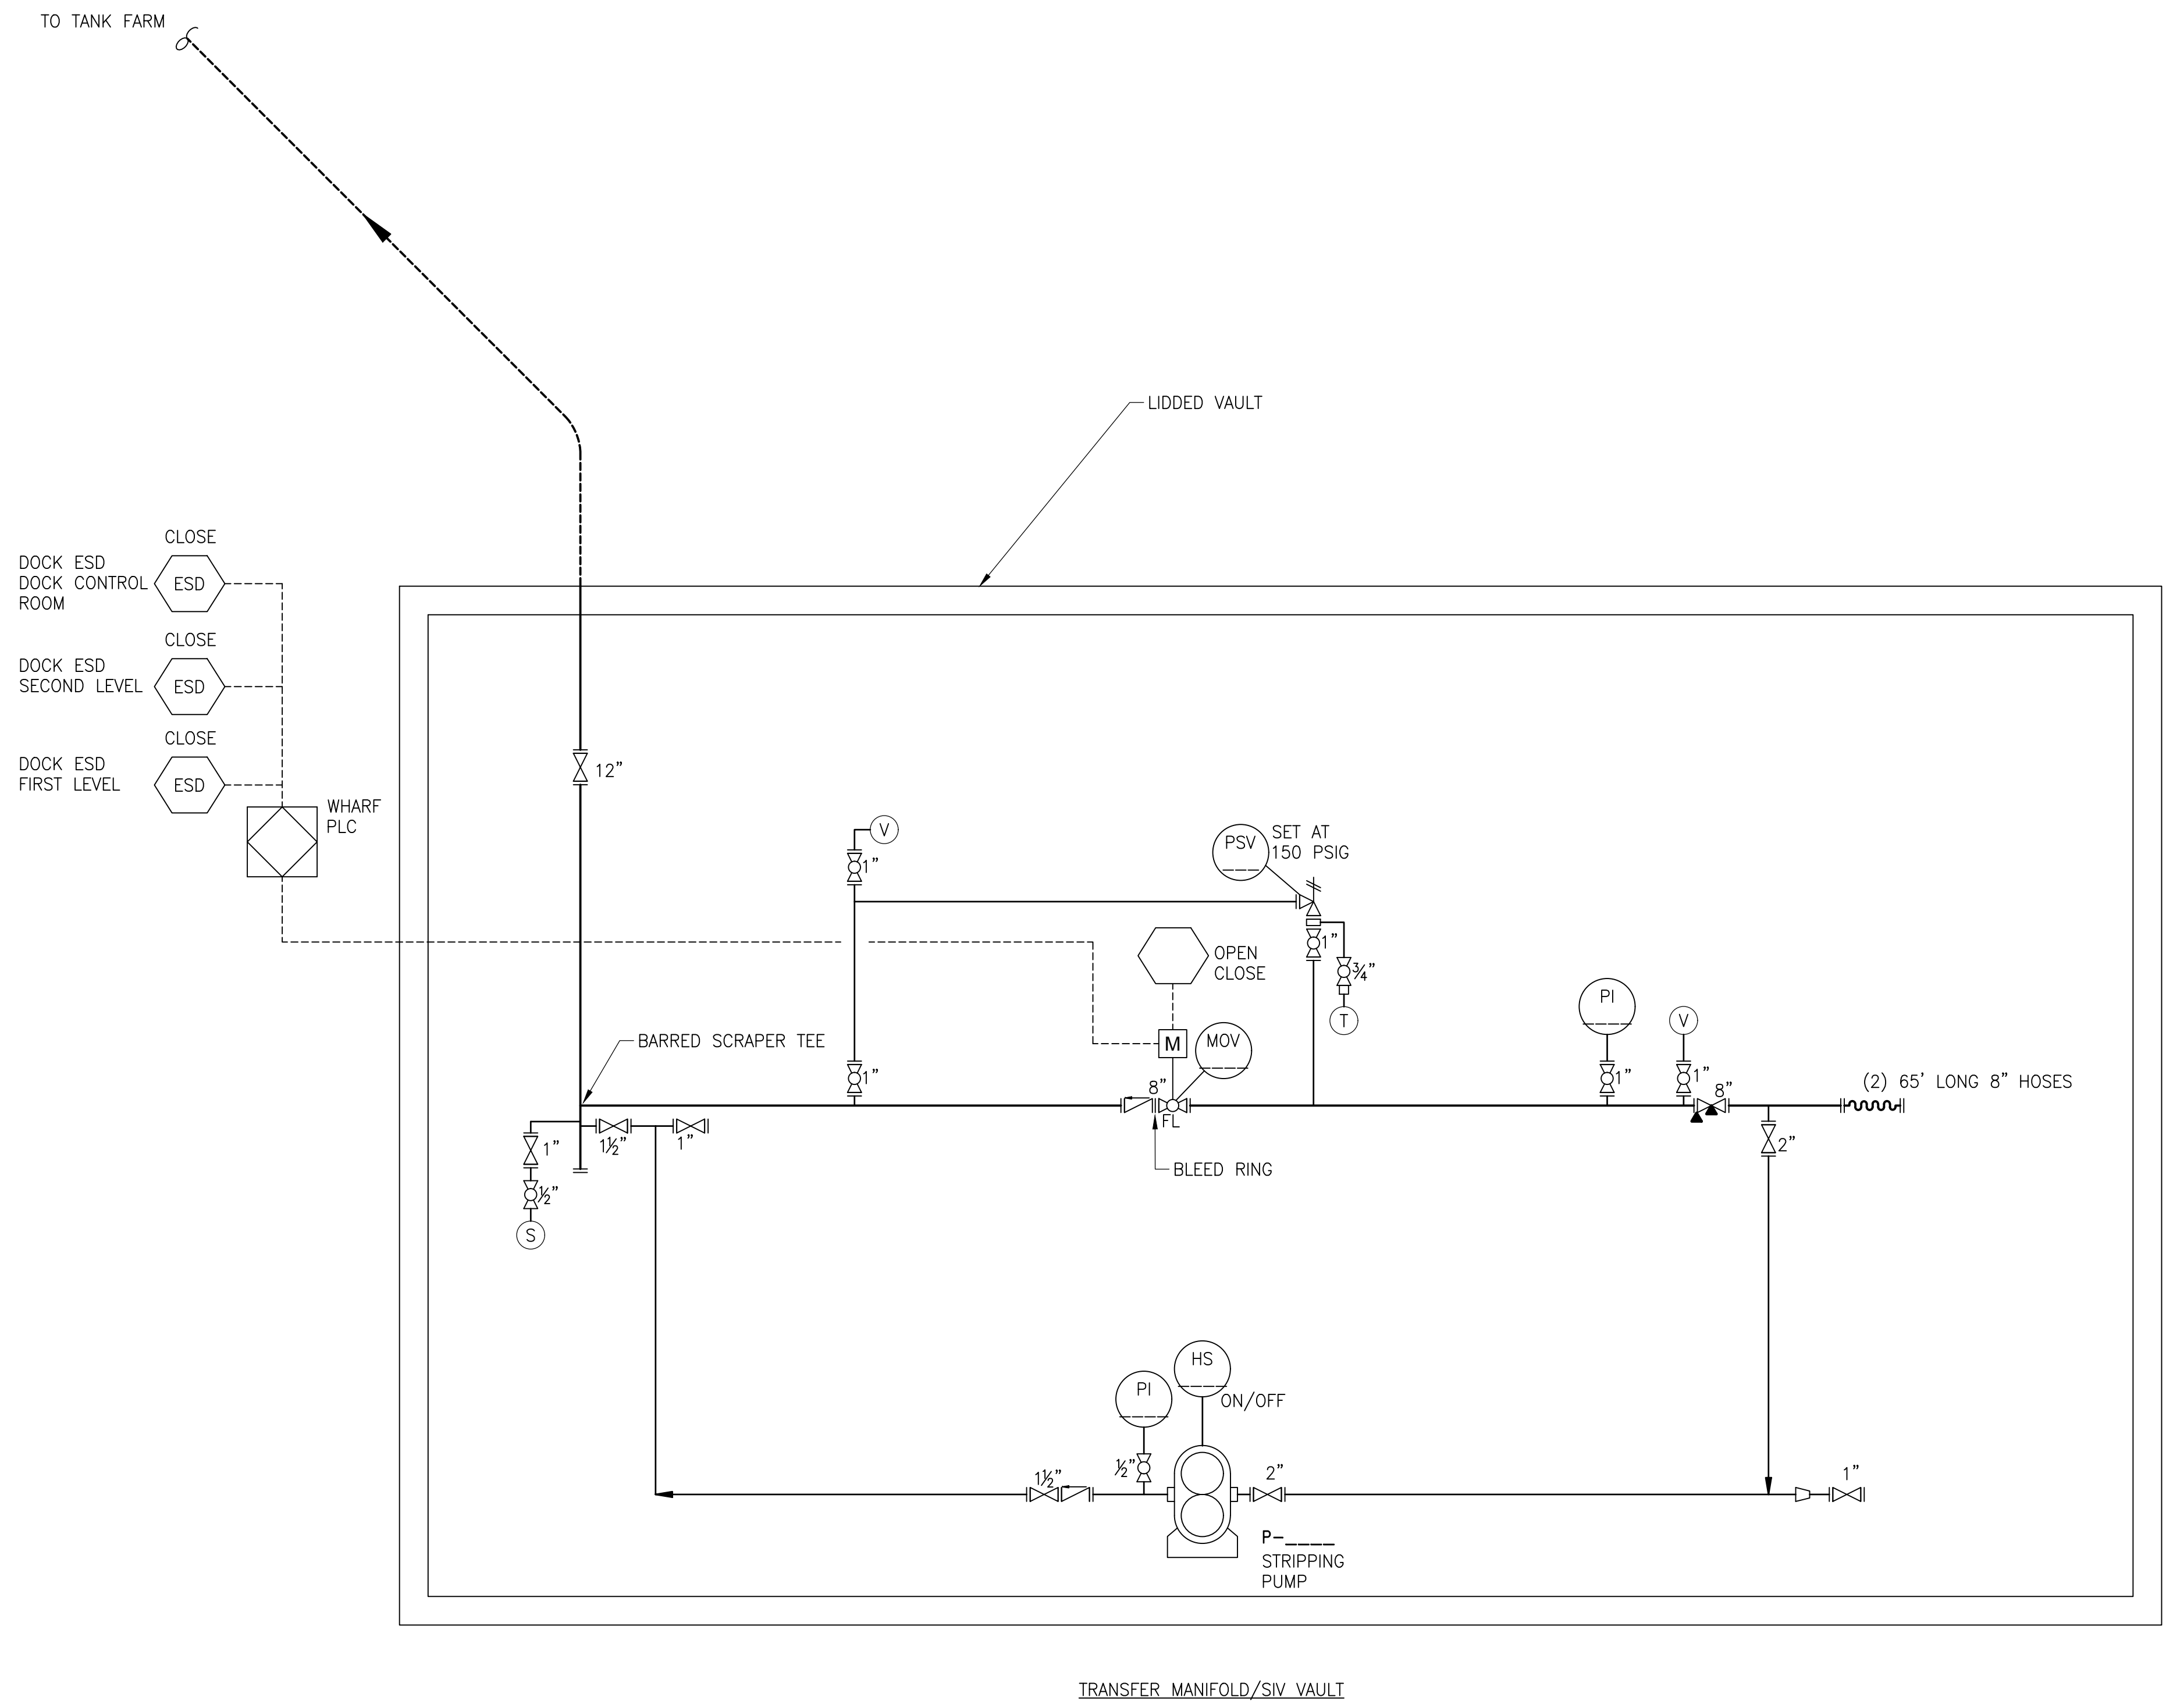 TO TANK FARM
LIDDED VAULT
CLOSE
DOCK ESD
DOCK CONTROL
ROOM
ESD
CLOSE
DOCK ESD
SECOND LEVEL
ESD
CLOSE
DOCK ESD
FIRST LEVEL
ESD
WHARF
PLC
12”
V
1”
PSV
SET AT
150 PSIG
1”
¾”
T
OPEN
CLOSE
M
MOV
BARRED SCRAPER TEE
1”
8”
FL
BLEED RING
PI
1”
V
1”
8”
(2) 65’ LONG 8” HOSES
2”
1”
½”
S
1½”
1”
PI
HS
ON/OFF
1½”
½”
2”
1”
P-____
STRIPPING
PUMP
TRANSFER MANIFOLD/SIV VAULT